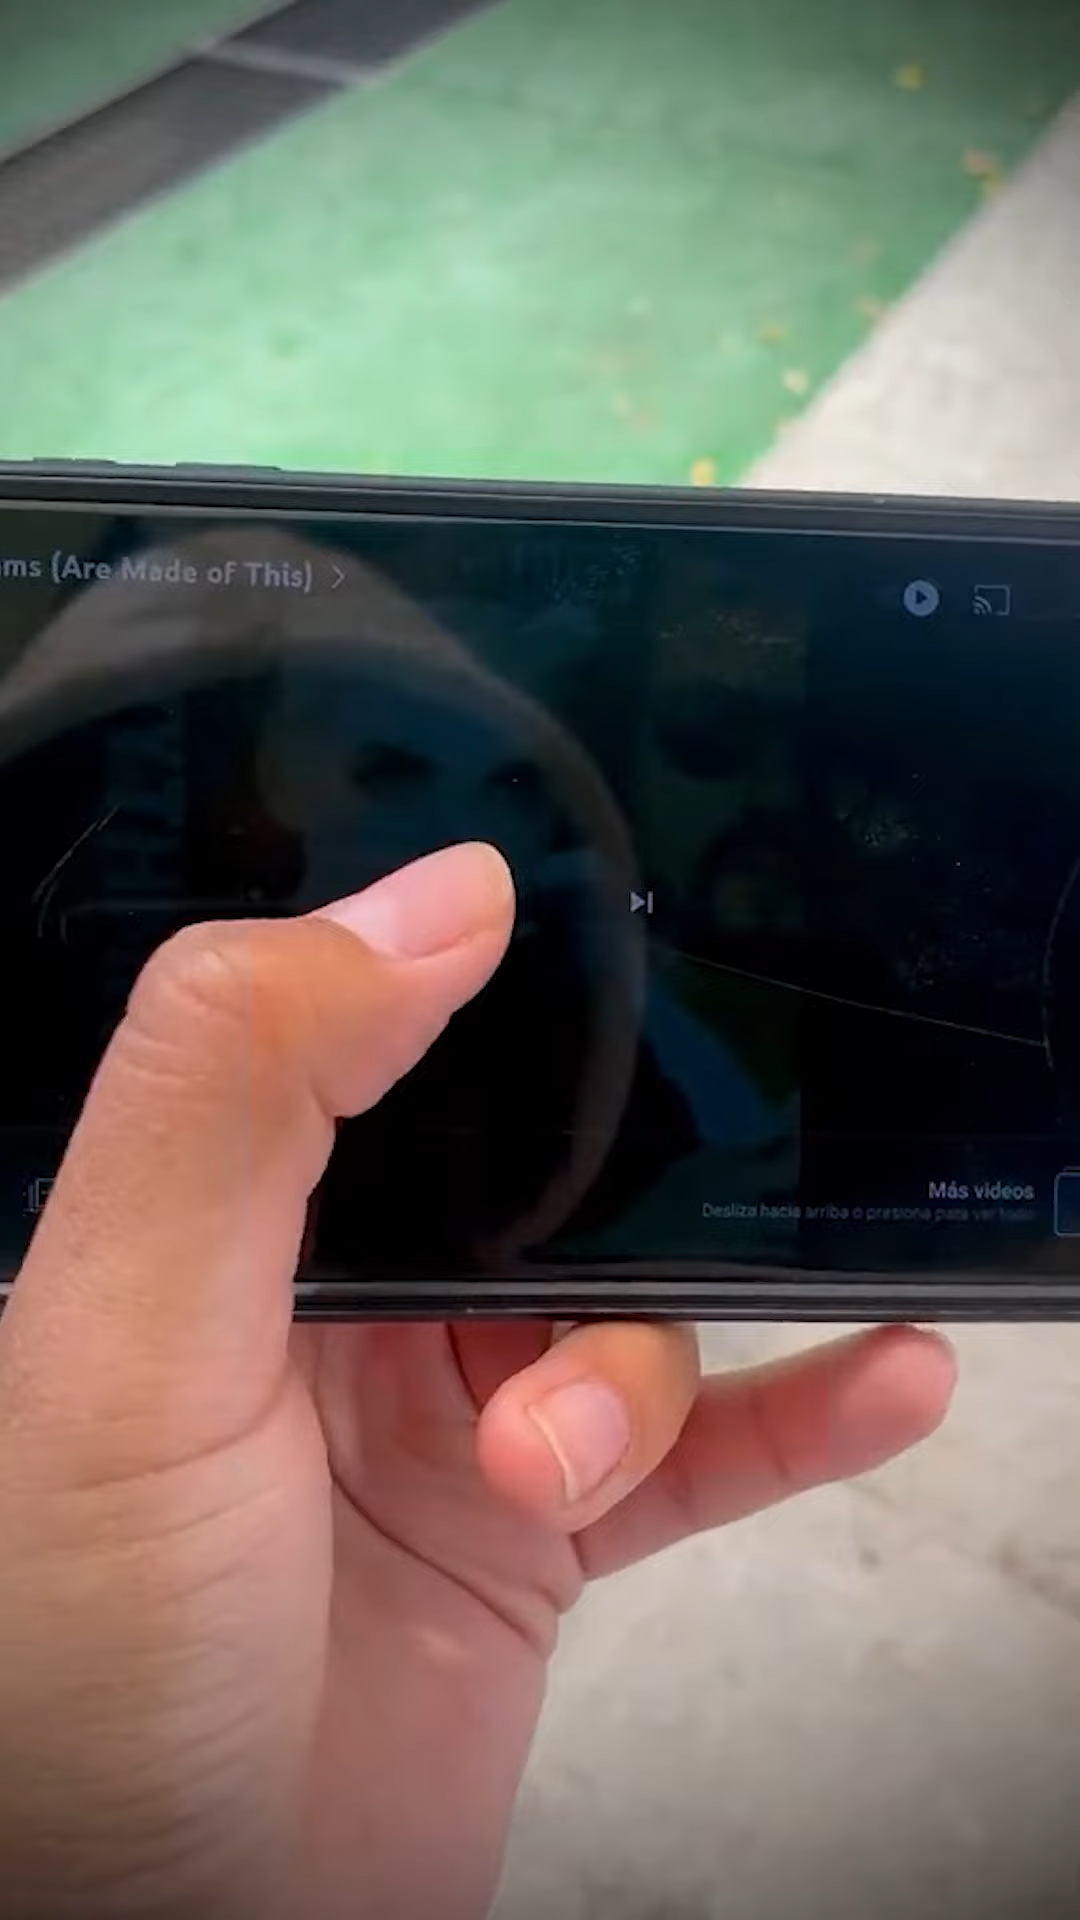 ms (Are Made of This)
Más videos
Desliza hacia arriba o presiona para ver todo